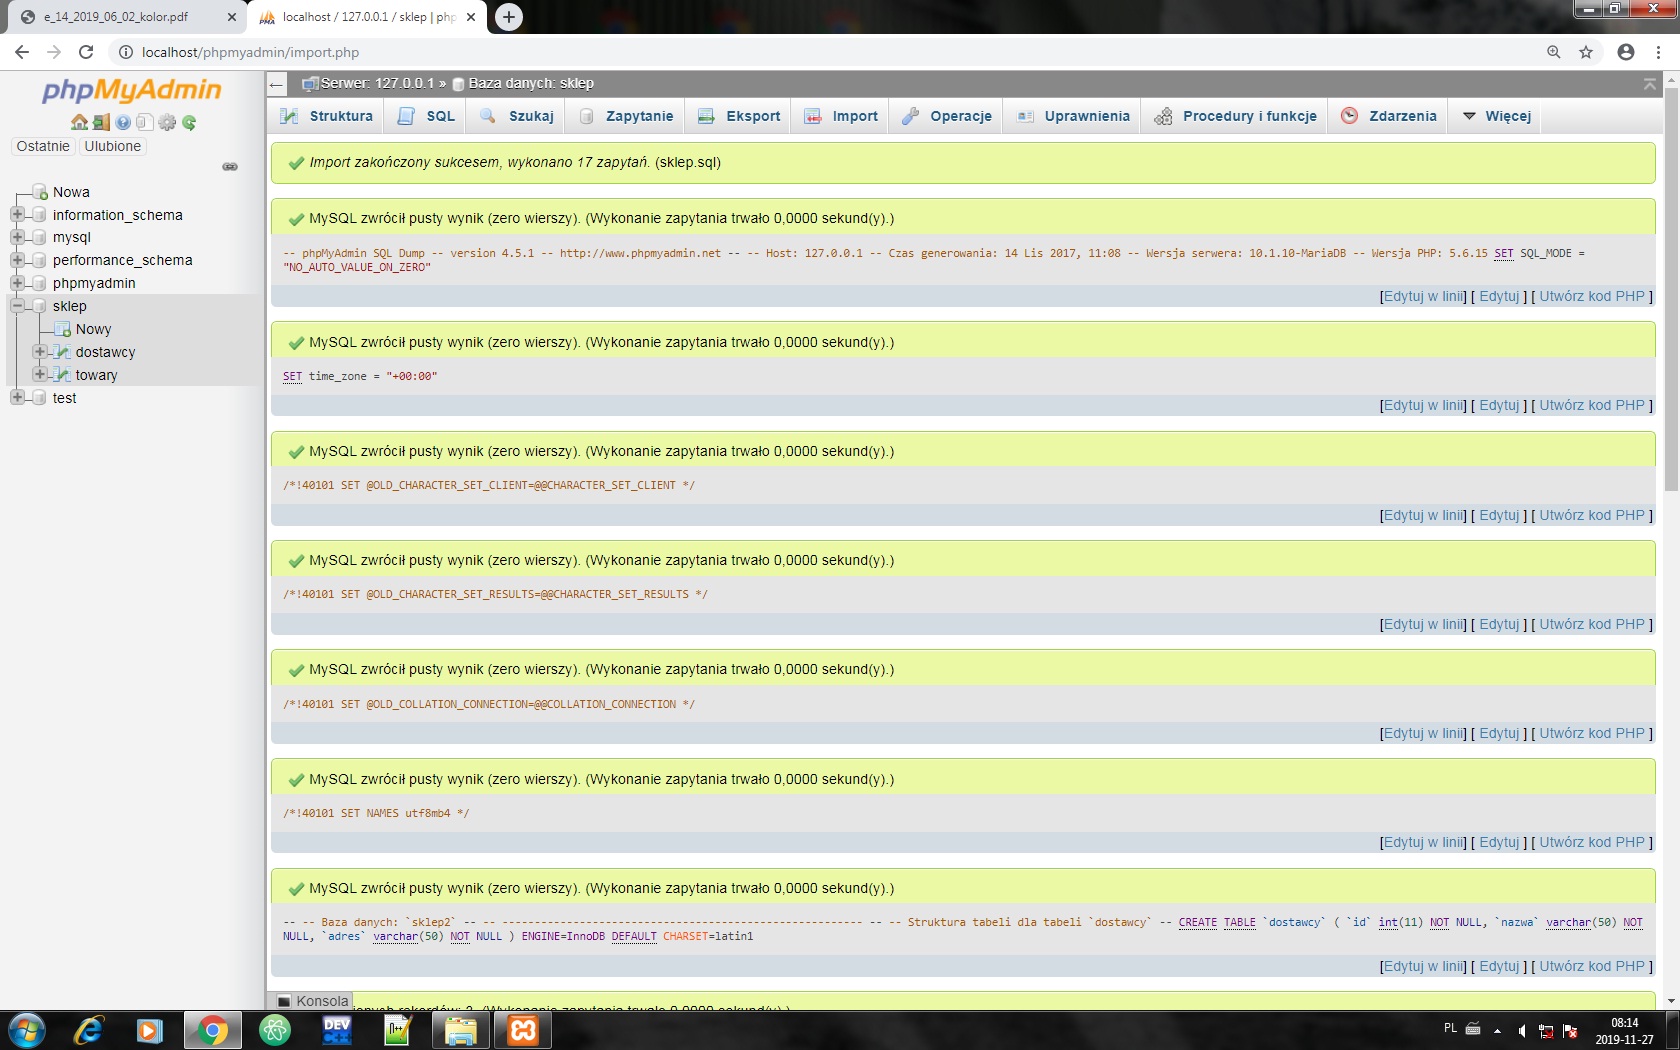 e_14_2019_06_02_kolor.pdf
localhost / 127.0.0.1 / sklep | php
localhost/phpmyadmin/import.php
phpMyAdmin
Ostatnie Ulubione
Nowa
information_schema
mysql
performance_schema
phpmyadmin
sklep
Nowy
dostawcy
towary
test
Serwer: 127.0.0.1 » Baza danych: sklep
Struktura SQL Szukaj Zapytanie Eksport Import Operacje Uprawnienia Procedury i funkcje Zdarzenia Więcej
Import zakończony sukcesem, wykonano 17 zapytań. (sklep.sql)
MySQL zwrócił pusty wynik (zero wierszy). (Wykonanie zapytania trwało 0,0000 sekund(y).)
-- phpMyAdmin SQL Dump -- version 4.5.1 -- http://www.phpmyadmin.net -- -- Host: 127.0.0.1 -- Czas generowania: 14 Lis 2017, 11:08 -- Wersja serwera: 10.1.10-MariaDB -- Wersja PHP: 5.6.15 SET SQL_MODE =
"NO_AUTO_VALUE_ON_ZERO"
[Edytuj w linii] [ Edytuj ] [ Utwórz kod PHP ]
MySQL zwrócił pusty wynik (zero wierszy). (Wykonanie zapytania trwało 0,0000 sekund(y).)
SET time_zone = "+00:00"
[Edytuj w linii] [ Edytuj ] [ Utwórz kod PHP ]
MySQL zwrócił pusty wynik (zero wierszy). (Wykonanie zapytania trwało 0,0000 sekund(y).)
/*!40101 SET @OLD_CHARACTER_SET_CLIENT=@@CHARACTER_SET_CLIENT */
[Edytuj w linii] [ Edytuj ] [ Utwórz kod PHP ]
MySQL zwrócił pusty wynik (zero wierszy). (Wykonanie zapytania trwało 0,0000 sekund(y).)
/*!40101 SET @OLD_CHARACTER_SET_RESULTS=@@CHARACTER_SET_RESULTS */
[Edytuj w linii] [ Edytuj ] [ Utwórz kod PHP ]
MySQL zwrócił pusty wynik (zero wierszy). (Wykonanie zapytania trwało 0,0000 sekund(y).)
/*!40101 SET @OLD_COLLATION_CONNECTION=@@COLLATION_CONNECTION */
[Edytuj w linii] [ Edytuj ] [ Utwórz kod PHP ]
MySQL zwrócił pusty wynik (zero wierszy). (Wykonanie zapytania trwało 0,0000 sekund(y).)
/*!40101 SET NAMES utf8mb4 */
[Edytuj w linii] [ Edytuj ] [ Utwórz kod PHP ]
MySQL zwrócił pusty wynik (zero wierszy). (Wykonanie zapytania trwało 0,0000 sekund(y).)
-- -- Baza danych: `sklep2` -- -- -------------------------------------------------------- -- -- Struktura tabeli dla tabeli `dostawcy` -- CREATE TABLE `dostawcy` ( `id` int(11) NOT NULL, `nazwa` varchar(50) NOT
NULL, `adres` varchar(50) NOT NULL ) ENGINE=InnoDB DEFAULT CHARSET=latin1
[Edytuj w linii] [ Edytuj ] [ Utwórz kod PHP ]
Konsola
(Wykonanie zapytania trwało 0,0000 sekund(y).)
DEV
PL
08:14
2019-11-27